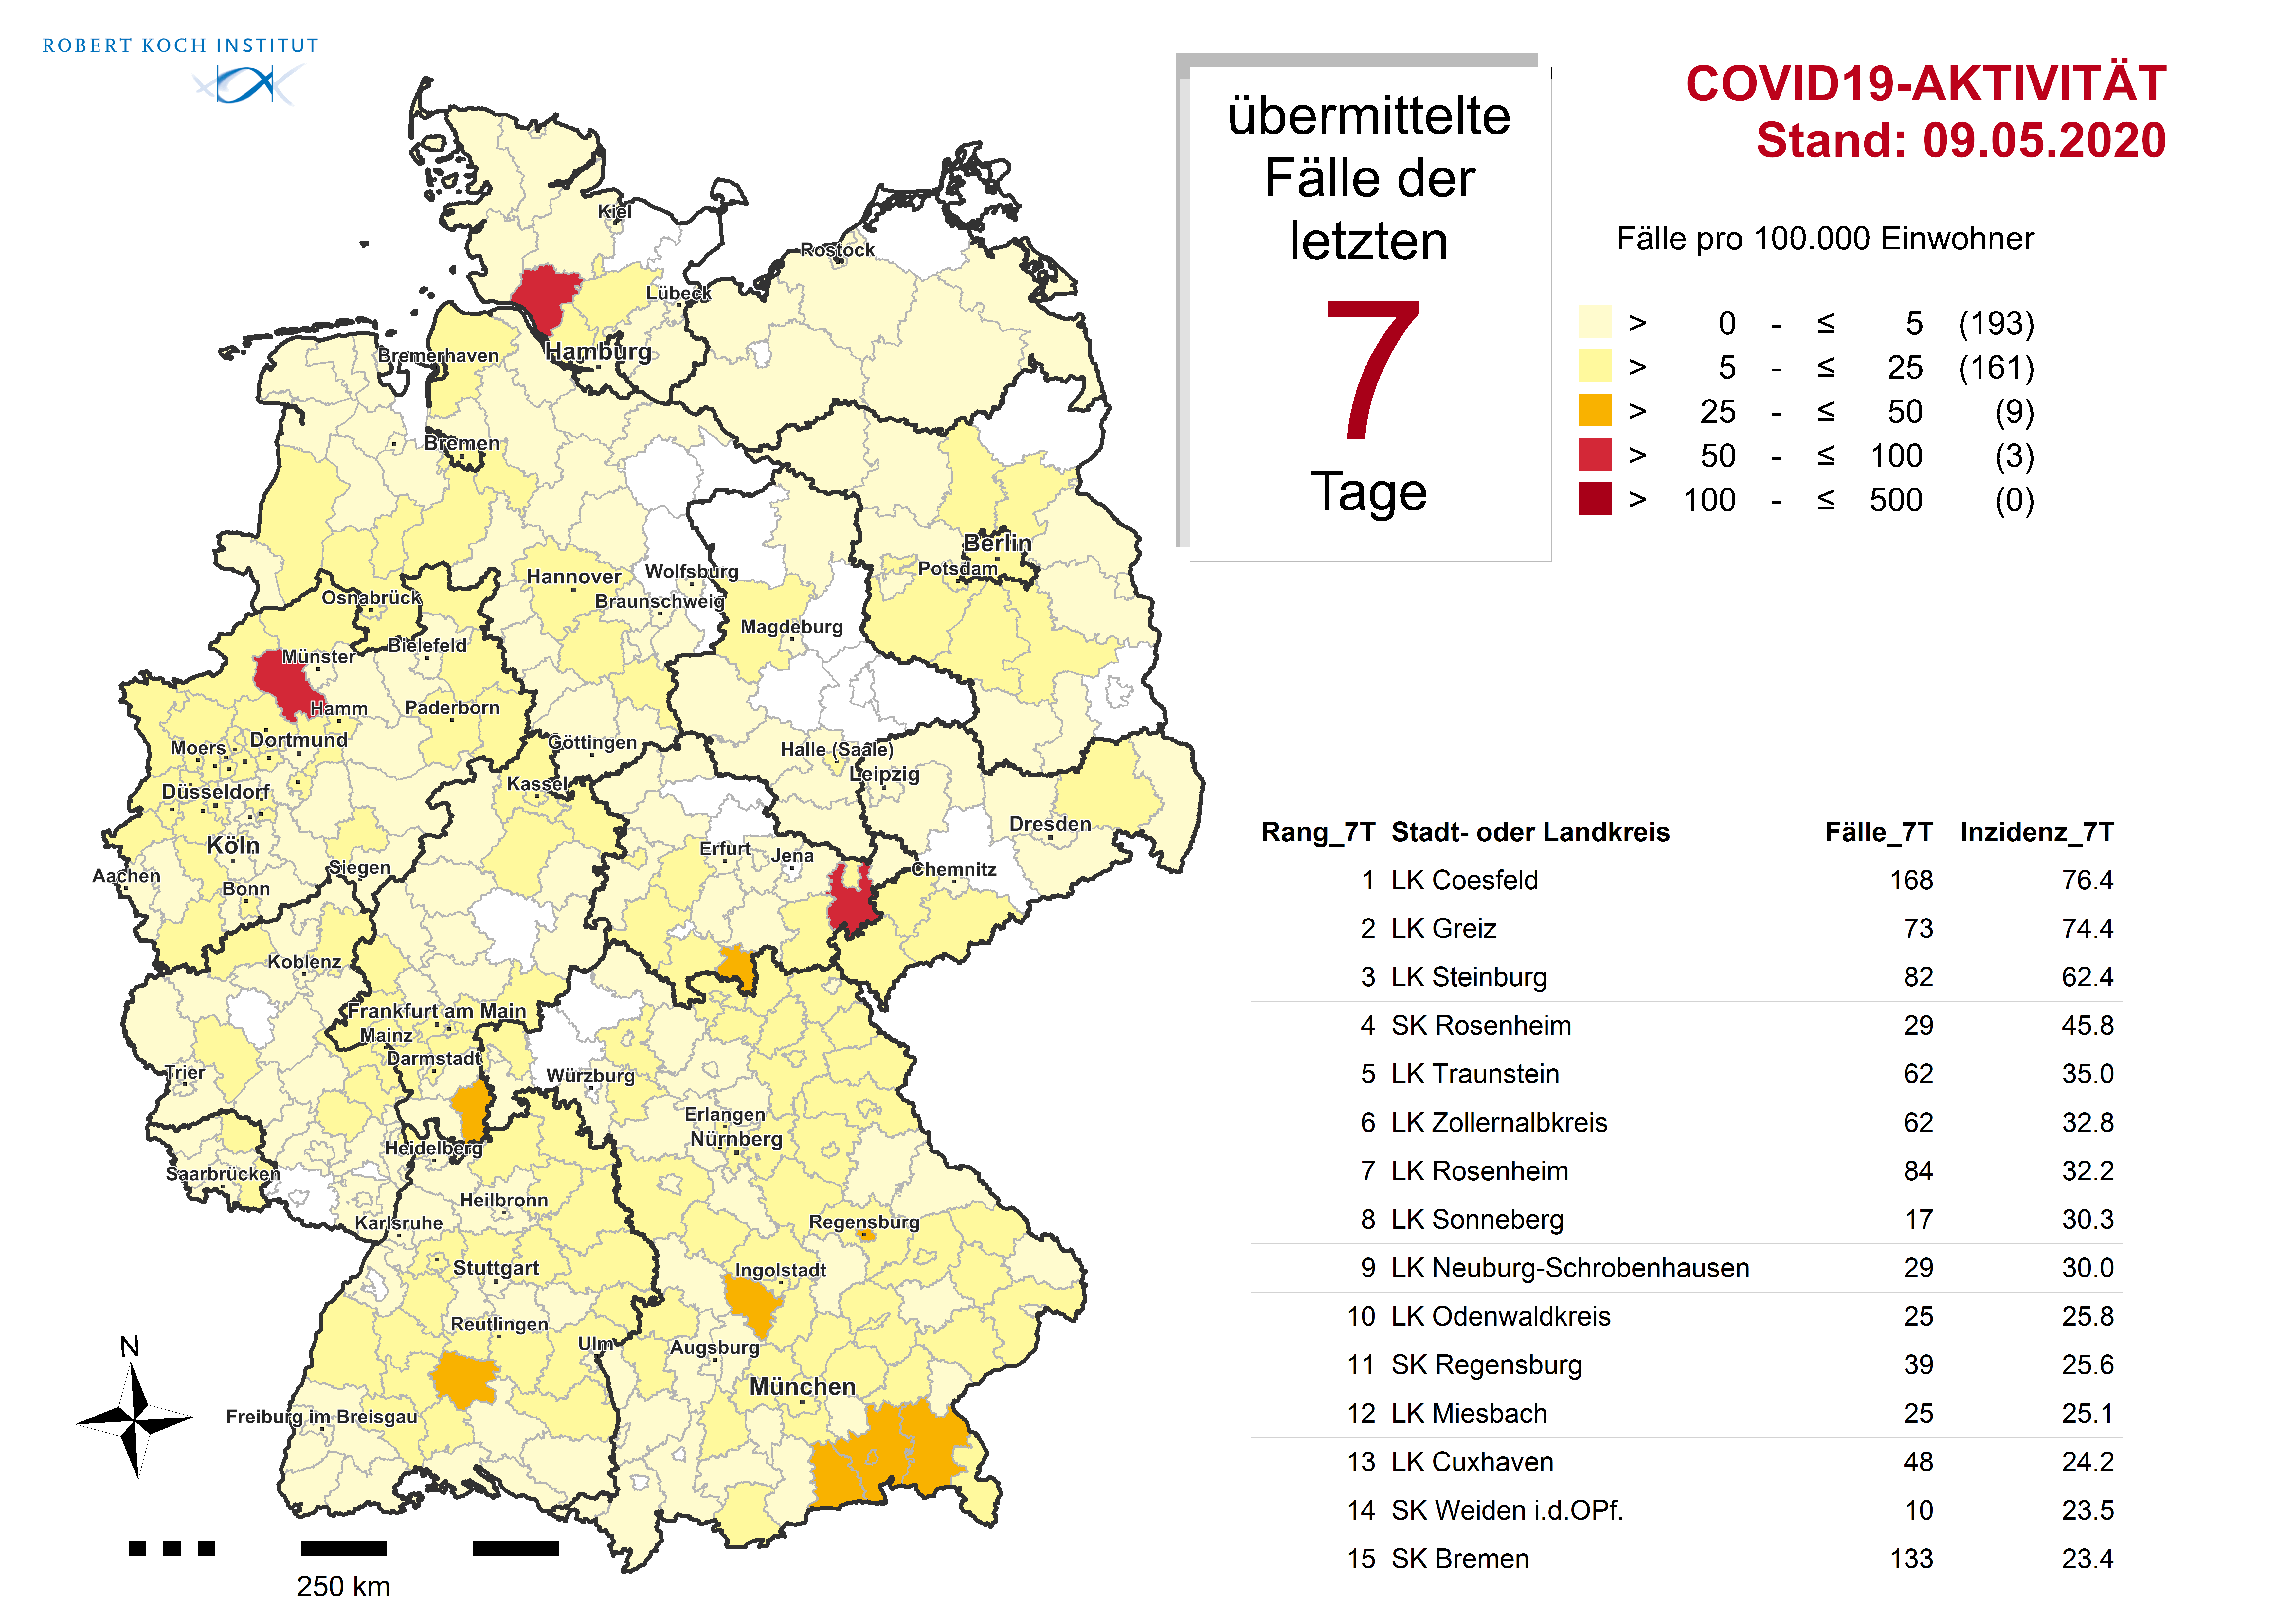 ROBERT KOCH INSTITUT
übermittelte
Fälle der
letzten
7
Tage
COVID19-AKTIVITÄT
Stand: 09.05.2020
Fälle pro 100.000 Einwohner
> 0 - ≤ 5 (193)
> 5 - ≤ 25 (161)
> 25 - ≤ 50 (9)
> 50 - ≤ 100 (3)
> 100 - ≤ 500 (0)
Kiel
Rostock
Lübeck
Hamburg
Bremerhaven
Bremen
Berlin
Potsdam
Hannover
Wolfsburg
Braunschweig
Osnabrück
Magdeburg
Bielefeld
Münster
Hamm
Paderborn
Dortmund
Moers
Göttingen
Halle (Saale)
Leipzig
Kassel
Düsseldorf
Dresden
Köln
Erfurt
Jena
Chemnitz
Siegen
Aachen
Bonn
Koblenz
Frankfurt am Main
Mainz
Darmstadt
Trier
Würzburg
Erlangen
Nürnberg
Heidelberg
Saarbrücken
Heilbronn
Karlsruhe
Regensburg
Stuttgart
Ingolstadt
Reutlingen
Ulm
Augsburg
München
Freiburg im Breisgau
N
250 km
Rang_7T Stadt- oder Landkreis Fälle_7T Inzidenz_7T
1 LK Coesfeld 168 76.4
2 LK Greiz 73 74.4
3 LK Steinburg 82 62.4
4 SK Rosenheim 29 45.8
5 LK Traunstein 62 35.0
6 LK Zollernalbkreis 62 32.8
7 LK Rosenheim 84 32.2
8 LK Sonneberg 17 30.3
9 LK Neuburg-Schrobenhausen 29 30.0
10 LK Odenwaldkreis 25 25.8
11 SK Regensburg 39 25.6
12 LK Miesbach 25 25.1
13 LK Cuxhaven 48 24.2
14 SK Weiden i.d.OPf. 10 23.5
15 SK Bremen 133 23.4